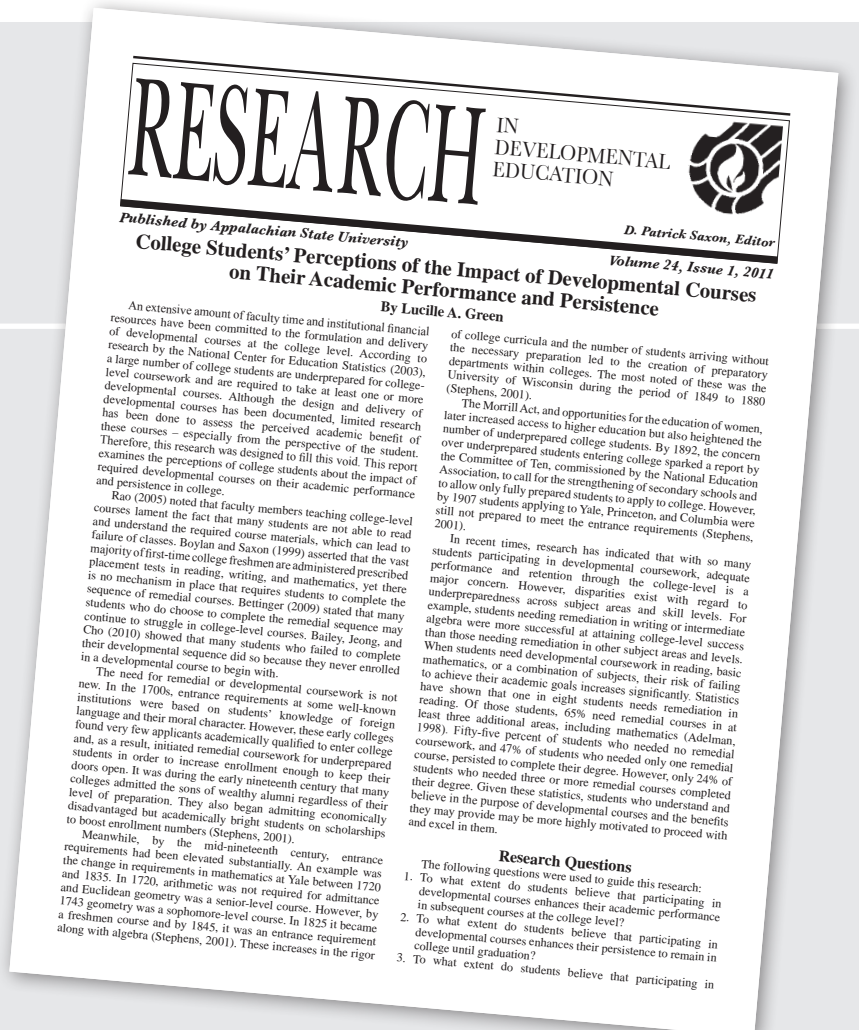 RESEARCH
IN
DEVELOPMENTAL
EDUCATION
Published by Appalachian State University
D. Patrick Saxon, Editor
Volume 24, Issue 1, 2011
College Students' Perceptions of the Impact of Developmental Courses
on Their Academic Performance and Persistence
By Lucille A. Green
An extensive amount of faculty time and institutional financial
resources have been committed to the formulation and delivery
of developmental courses at the college level. According to
research by the National Center for Education Statistics (2003),
a large number of college students are underprepared for college-
level coursework and are required to take at least one or more
developmental courses. Although the design and delivery of
developmental courses has been documented, limited research
has been done to assess the perceived academic benefit of
these courses – especially from the perspective of the student.
Therefore, this research was designed to fill this void. This report
examines the perceptions of college students about the impact of
required developmental courses on their academic performance
and persistence in college.
Rao (2005) noted that faculty members teaching college-level
courses lament the fact that many students are not able to read
and understand the required course materials, which can lead to
failure of classes. Boylan and Saxon (1999) asserted that the vast
majority of first-time college freshmen are administered prescribed
placement tests in reading, writing, and mathematics, yet there
is no mechanism in place that requires students to complete the
sequence of remedial courses. Bettinger (2009) stated that many
students who do choose to complete the remedial sequence may
continue to struggle in college-level courses. Bailey, Jeong, and
Cho (2010) showed that many students who failed to complete
their developmental sequence did so because they never enrolled
in a developmental course to begin with.
The need for remedial or developmental coursework is not
new. In the 1700s, entrance requirements at some well-known
institutions were based on students' knowledge of foreign
language and their moral character. However, these early colleges
found very few applicants academically qualified to enter college
and, as a result, initiated remedial coursework for underprepared
students in order to increase enrollment enough to keep their
doors open. It was during the early nineteenth century that many
colleges admitted the sons of wealthy alumni regardless of their
level of preparation. They also began admitting economically
disadvantaged but academically bright students on scholarships
to boost enrollment numbers (Stephens, 2001).
Meanwhile, by the mid-nineteenth century, entrance
requirements had been elevated substantially. An example was
the change in requirements in mathematics at Yale between 1720
and 1835. In 1720, arithmetic was not required for admittance
and Euclidean geometry was a senior-level course. However, by
1743 geometry was a sophomore-level course. In 1825 it became
a freshmen course and by 1845, it was an entrance requirement
along with algebra (Stephens, 2001). These increases in the rigor
of college curricula and the number of students arriving without
the necessary preparation led to the creation of preparatory
departments within colleges. The most noted of these was the
University of Wisconsin during the period of 1849 to 1880
(Stephens, 2001).
The Morrill Act, and opportunities for the education of women,
later increased access to higher education but also heightened the
number of underprepared college students. By 1892, the concern
over underprepared students entering college sparked a report by
the Committee of Ten, commissioned by the National Education
Association, to call for the strengthening of secondary schools and
to allow only fully prepared students to apply to college. However,
by 1907 students applying to Yale, Princeton, and Columbia were
still not prepared to meet the entrance requirements (Stephens,
2001).
In recent times, research has indicated that with so many
students participating in developmental coursework, adequate
performance and retention through the college-level is a
major concern. However, disparities exist with regard to
underpreparedness across subject areas and skill levels. For
example, students needing remediation in writing or intermediate
algebra were more successful at attaining college-level success
than those needing remediation in other subject areas and levels.
When students need developmental coursework in reading, basic
mathematics, or a combination of subjects, their risk of failing
to achieve their academic goals increases significantly. Statistics
have shown that one in eight students needs remediation in
reading. Of those students, 65% need remedial courses in at
least three additional areas, including mathematics (Adelman,
1998). Fifty-five percent of students who needed no remedial
coursework, and 47% of students who needed only one remedial
course, persisted to complete their degree. However, only 24% of
students who needed three or more remedial courses completed
their degree. Given these statistics, students who understand and
believe in the purpose of developmental courses and the benefits
they may provide may be more highly motivated to proceed with
and excel in them.
Research Questions
The following questions were used to guide this research:
1. To what extent do students believe that participating in
developmental courses enhances their academic performance
in subsequent courses at the college level?
2. To what extent do students believe that participating in
developmental courses enhances their persistence to remain in
college until graduation?
3. To what extent do students believe that participating in